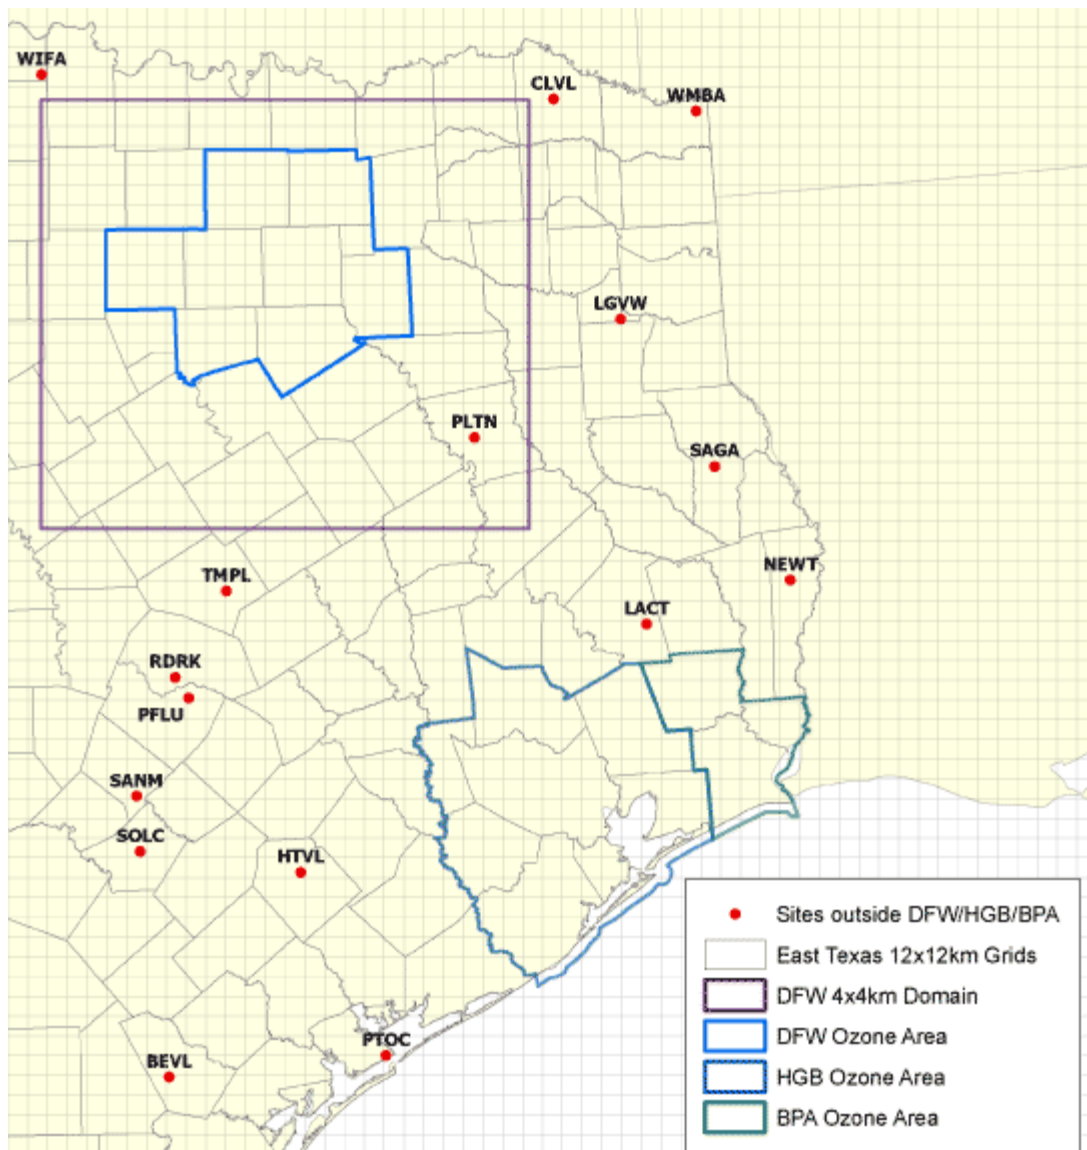 WIFA
CLVL
WMBA
LGVW
PLTN
SAGA
NEWT
TMPL
LACT
RDRK
PFLU
SANM
SOLC
HTVL
PTOC
BEVL
Sites outside DFW/HGB/BPA
East Texas 12x12km Grids
DFW 4x4km Domain
DFW Ozone Area
HGB Ozone Area
BPA Ozone Area